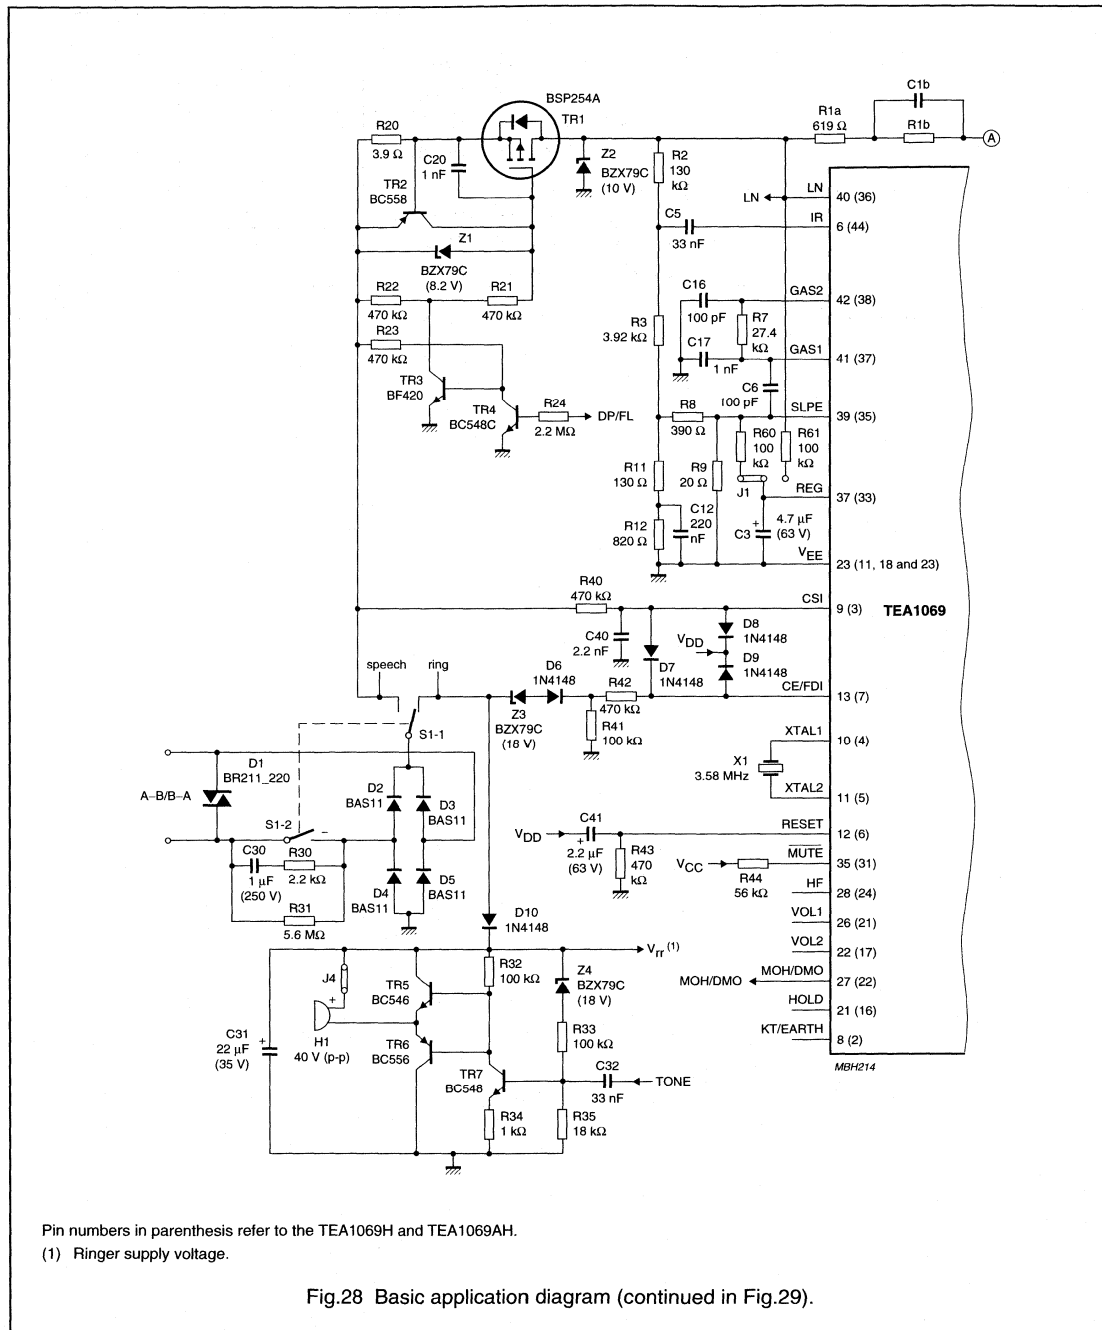 BSP254A
TR1
R20
3.9 Ω
C20
1 nF
TR2
BC558
Z1
BZX79C
(8.2 V)
R22
470 kΩ
R21
470 kΩ
R23
470 kΩ
TR3
BF420
TR4
BC548C
R24
2.2 MΩ
DP/FL
Z2
BZX79C
(10 V)
R2
130
kΩ
C5
33 nF
R1a
619 Ω
C1b
R1b
A
LN
LN
40 (36)
IR
6 (44)
C16
100 pF
GAS2
42 (38)
R3
3.92 kΩ
R7
27.4
kΩ
C17
1 nF
GAS1
41 (37)
C6
100 pF
R8
390 Ω
SLPE
39 (35)
R60
100
kΩ
R61
100
kΩ
R11
130 Ω
R9
20 Ω
J1
REG
37 (33)
R12
820 Ω
C12
220
nF
C3
+
4.7 μF
(63 V)
VEE
23 (11, 18 and 23)
R40
470 kΩ
CSI
9 (3)
TEA1069
C40
2.2 nF
VDD
D8
1N4148
D9
1N4148
D7
1N4148
speech
ring
D6
1N4148
Z3
BZX79C
(18 V)
R42
470 kΩ
R41
100 kΩ
CE/FDI
13 (7)
S1-1
XTAL1
10 (4)
X1
3.58 MHz
XTAL2
11 (5)
D1
BR211_220
A–B/B–A
D2
BAS11
D3
BAS11
S1-2
C30
1 μF
(250 V)
R30
2.2 kΩ
R31
5.6 MΩ
D4
BAS11
D5
BAS11
VDD
C41
+
2.2 μF
(63 V)
R43
470
kΩ
RESET
12 (6)
VCC
R44
56 kΩ
MUTE
35 (31)
HF
28 (24)
VOL1
26 (21)
VOL2
22 (17)
MOH/DMO
MOH/DMO
27 (22)
HOLD
21 (16)
KT/EARTH
8 (2)
D10
1N4148
Vrr (1)
J4
+
H1
40 V (p-p)
C31
22 μF
(35 V)
+
TR5
BC546
TR6
BC556
R32
100 kΩ
Z4
BZX79C
(18 V)
R33
100 kΩ
TR7
BC548
C32
33 nF
TONE
R34
1 kΩ
R35
18 kΩ
MBH214
Pin numbers in parenthesis refer to the TEA1069H and TEA1069AH.
(1) Ringer supply voltage.
Fig.28 Basic application diagram (continued in Fig.29).